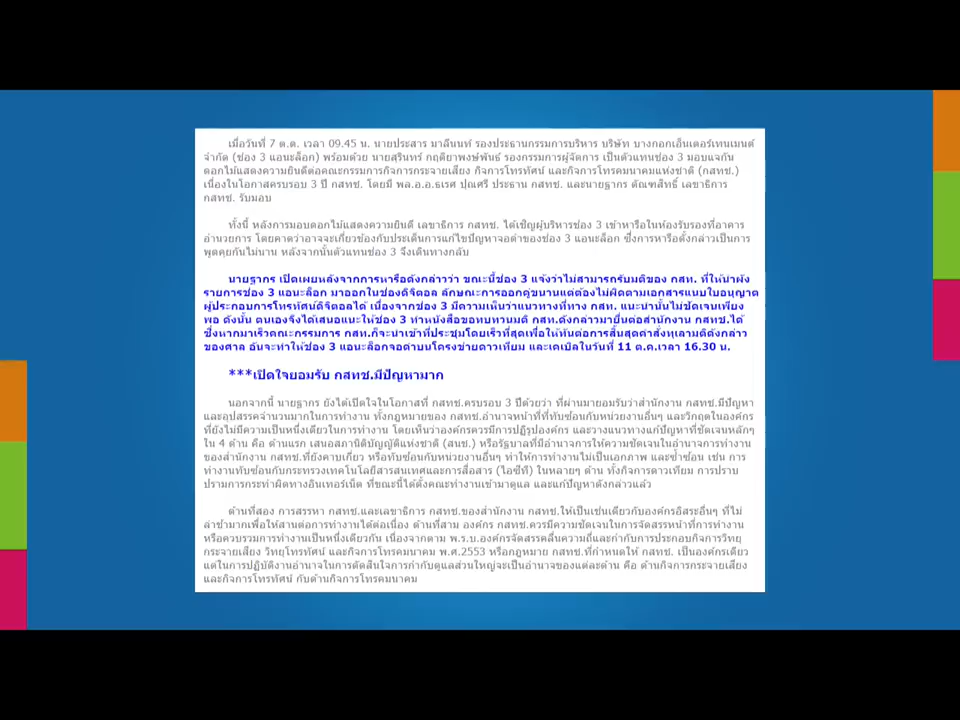 เมื่อวันที่ 7 ต.ค. เวลา 09.45 น. นายประสาร มาลีนนท์ รองประธานกรรมการบริหาร บริษัท บางกอกเอ็นเตอร์เทนเมนต์
จำกัด (ช่อง 3 แอนะล็อก) พร้อมด้วย นายสุรินทร์ กฤตยาพงษ์พันธ์ รองกรรมการผู้จัดการ เป็นตัวแทนช่อง 3 มอบแจกัน
ดอกไม้แสดงความยินดีต่อคณะกรรมการกิจการกระจายเสียง กิจการโทรทัศน์ และกิจการโทรคมนาคมแห่งชาติ (กสทช.)
เนื่องในโอกาสครบรอบ 3 ปี กสทช. โดยมี พล.อ.อ.ธเรศ ปุณศรี ประธาน กสทช. และนายฐากร ตัณฑสิทธิ์ เลขาธิการ
กสทช. รับมอบ
ทั้งนี้ หลังการมอบดอกไม้แสดงความยินดี เลขาธิการ กสทช. ได้เชิญผู้บริหารช่อง 3 เข้าหารือในห้องรับรองที่อาคาร
อำนวยการ โดยคาดว่าอาจจะเกี่ยวข้องกับประเด็นการแก้ไขปัญหาจอดำของช่อง 3 แอนะล็อก ซึ่งการหารือดังกล่าวเป็นการ
พูดคุยกันไม่นาน หลังจากนั้นตัวแทนช่อง 3 จึงเดินทางกลับ
นายฐากร เปิดเผยหลังจากการหารือดังกล่าวว่า ขณะนี้ช่อง 3 แจ้งว่าไม่สามารถรับมติของ กสท. ที่ให้นำผัง
รายการช่อง 3 แอนะล็อก มาออกในช่องดิจิตอล ลักษณะการออกคู่ขนานแต่ต้องไม่ผิดตามเอกสารแนบใบอนุญาต
ผู้ประกอบการโทรทัศน์ดิจิตอลได้ เนื่องจากช่อง 3 มีความเห็นว่าแนวทางที่ทาง กสท. แนะนำนั้นไม่ชัดเจนเพียง
พอ ดังนั้น ตนเองจึงได้เสนอแนะให้ช่อง 3 ทำหนังสือขอทบทวนมติ กสท.ดังกล่าวมายื่นต่อสำนักงาน กสทช.ได้
ซึ่งหากมาเร็วคณะกรรมการ กสท.ก็จะนำเข้าที่ประชุมโดยเร็วที่สุดเพื่อให้ทันต่อการสิ้นสุดคำสั่งทุเลามติดังกล่าว
ของศาล อันจะทำให้ช่อง 3 แอนะล็อกจอดำบนโครงข่ายดาวเทียม และเคเบิลในวันที่ 11 ต.ค.เวลา 16.30 น.
***เปิดใจยอมรับ กสทช.มีปัญหามาก
นอกจากนี้ นายฐากร ยังได้เปิดใจในโอกาสที่ กสทช.ครบรอบ 3 ปีด้วยว่า ที่ผ่านมายอมรับว่าสำนักงาน กสทช.มีปัญหา
และอุปสรรคจำนวนมากในการทำงาน ทั้งกฎหมายของ กสทช.อำนาจหน้าที่ที่ทับซ้อนกับหน่วยงานอื่นๆ และวิกฤตในองค์กร
ที่ยังไม่มีความเป็นหนึ่งเดียวในการทำงาน โดยเห็นว่าองค์กรควรมีการปฏิรูปองค์กร และวางแนวทางแก้ปัญหาที่ชัดเจนหลักๆ
ใน 4 ด้าน คือ ด้านแรก เสนอสภานิติบัญญัติแห่งชาติ (สนช.) หรือรัฐบาลที่มีอำนาจการให้ความชัดเจนในอำนาจการทำงาน
ของสำนักงาน กสทช.ที่ยังคาบเกี่ยว หรือทับซ้อนกับหน่วยงานอื่นๆ ทำให้การทำงานไม่เป็นเอกภาพ และซ้ำซ้อน เช่น การ
ทำงานทับซ้อนกับกระทรวงเทคโนโลยีสารสนเทศและการสื่อสาร (ไอซีที) ในหลายๆ ด้าน ทั้งกิจการดาวเทียม การปราบ
ปรามการกระทำผิดทางอินเทอร์เน็ต ที่ขณะนี้ได้ตั้งคณะทำงานเข้ามาดูแล และแก้ปัญหาดังกล่าวแล้ว
ด้านที่สอง การสรรหา กสทช.และเลขาธิการ กสทช.ของสำนักงาน กสทช.ให้เป็นเช่นเดียวกับองค์กรอิสระอื่นๆ ที่ไม่
ล่าช้ามากเพื่อให้สานต่อการทำงานได้ต่อเนื่อง ด้านที่สาม องค์กร กสทช.ควรมีความชัดเจนในการจัดสรรหน้าที่การทำงาน
หรือควบรวมการทำงานเป็นหนึ่งเดียวกัน เนื่องจากตาม พ.ร.บ.องค์กรจัดสรรคลื่นความถี่และกำกับการประกอบกิจการวิทยุ
กระจายเสียง วิทยุโทรทัศน์ และกิจการโทรคมนาคม พ.ศ.2553 หรือกฎหมาย กสทช.ที่กำหนดให้ กสทช. เป็นองค์กรเดียว
แต่ในการปฏิบัติงานอำนาจในการตัดสินใจการกำกับดูแลส่วนใหญ่จะเป็นอำนาจของแต่ละด้าน คือ ด้านกิจการกระจายเสียง
และกิจการโทรทัศน์ กับด้านกิจการโทรคมนาคม